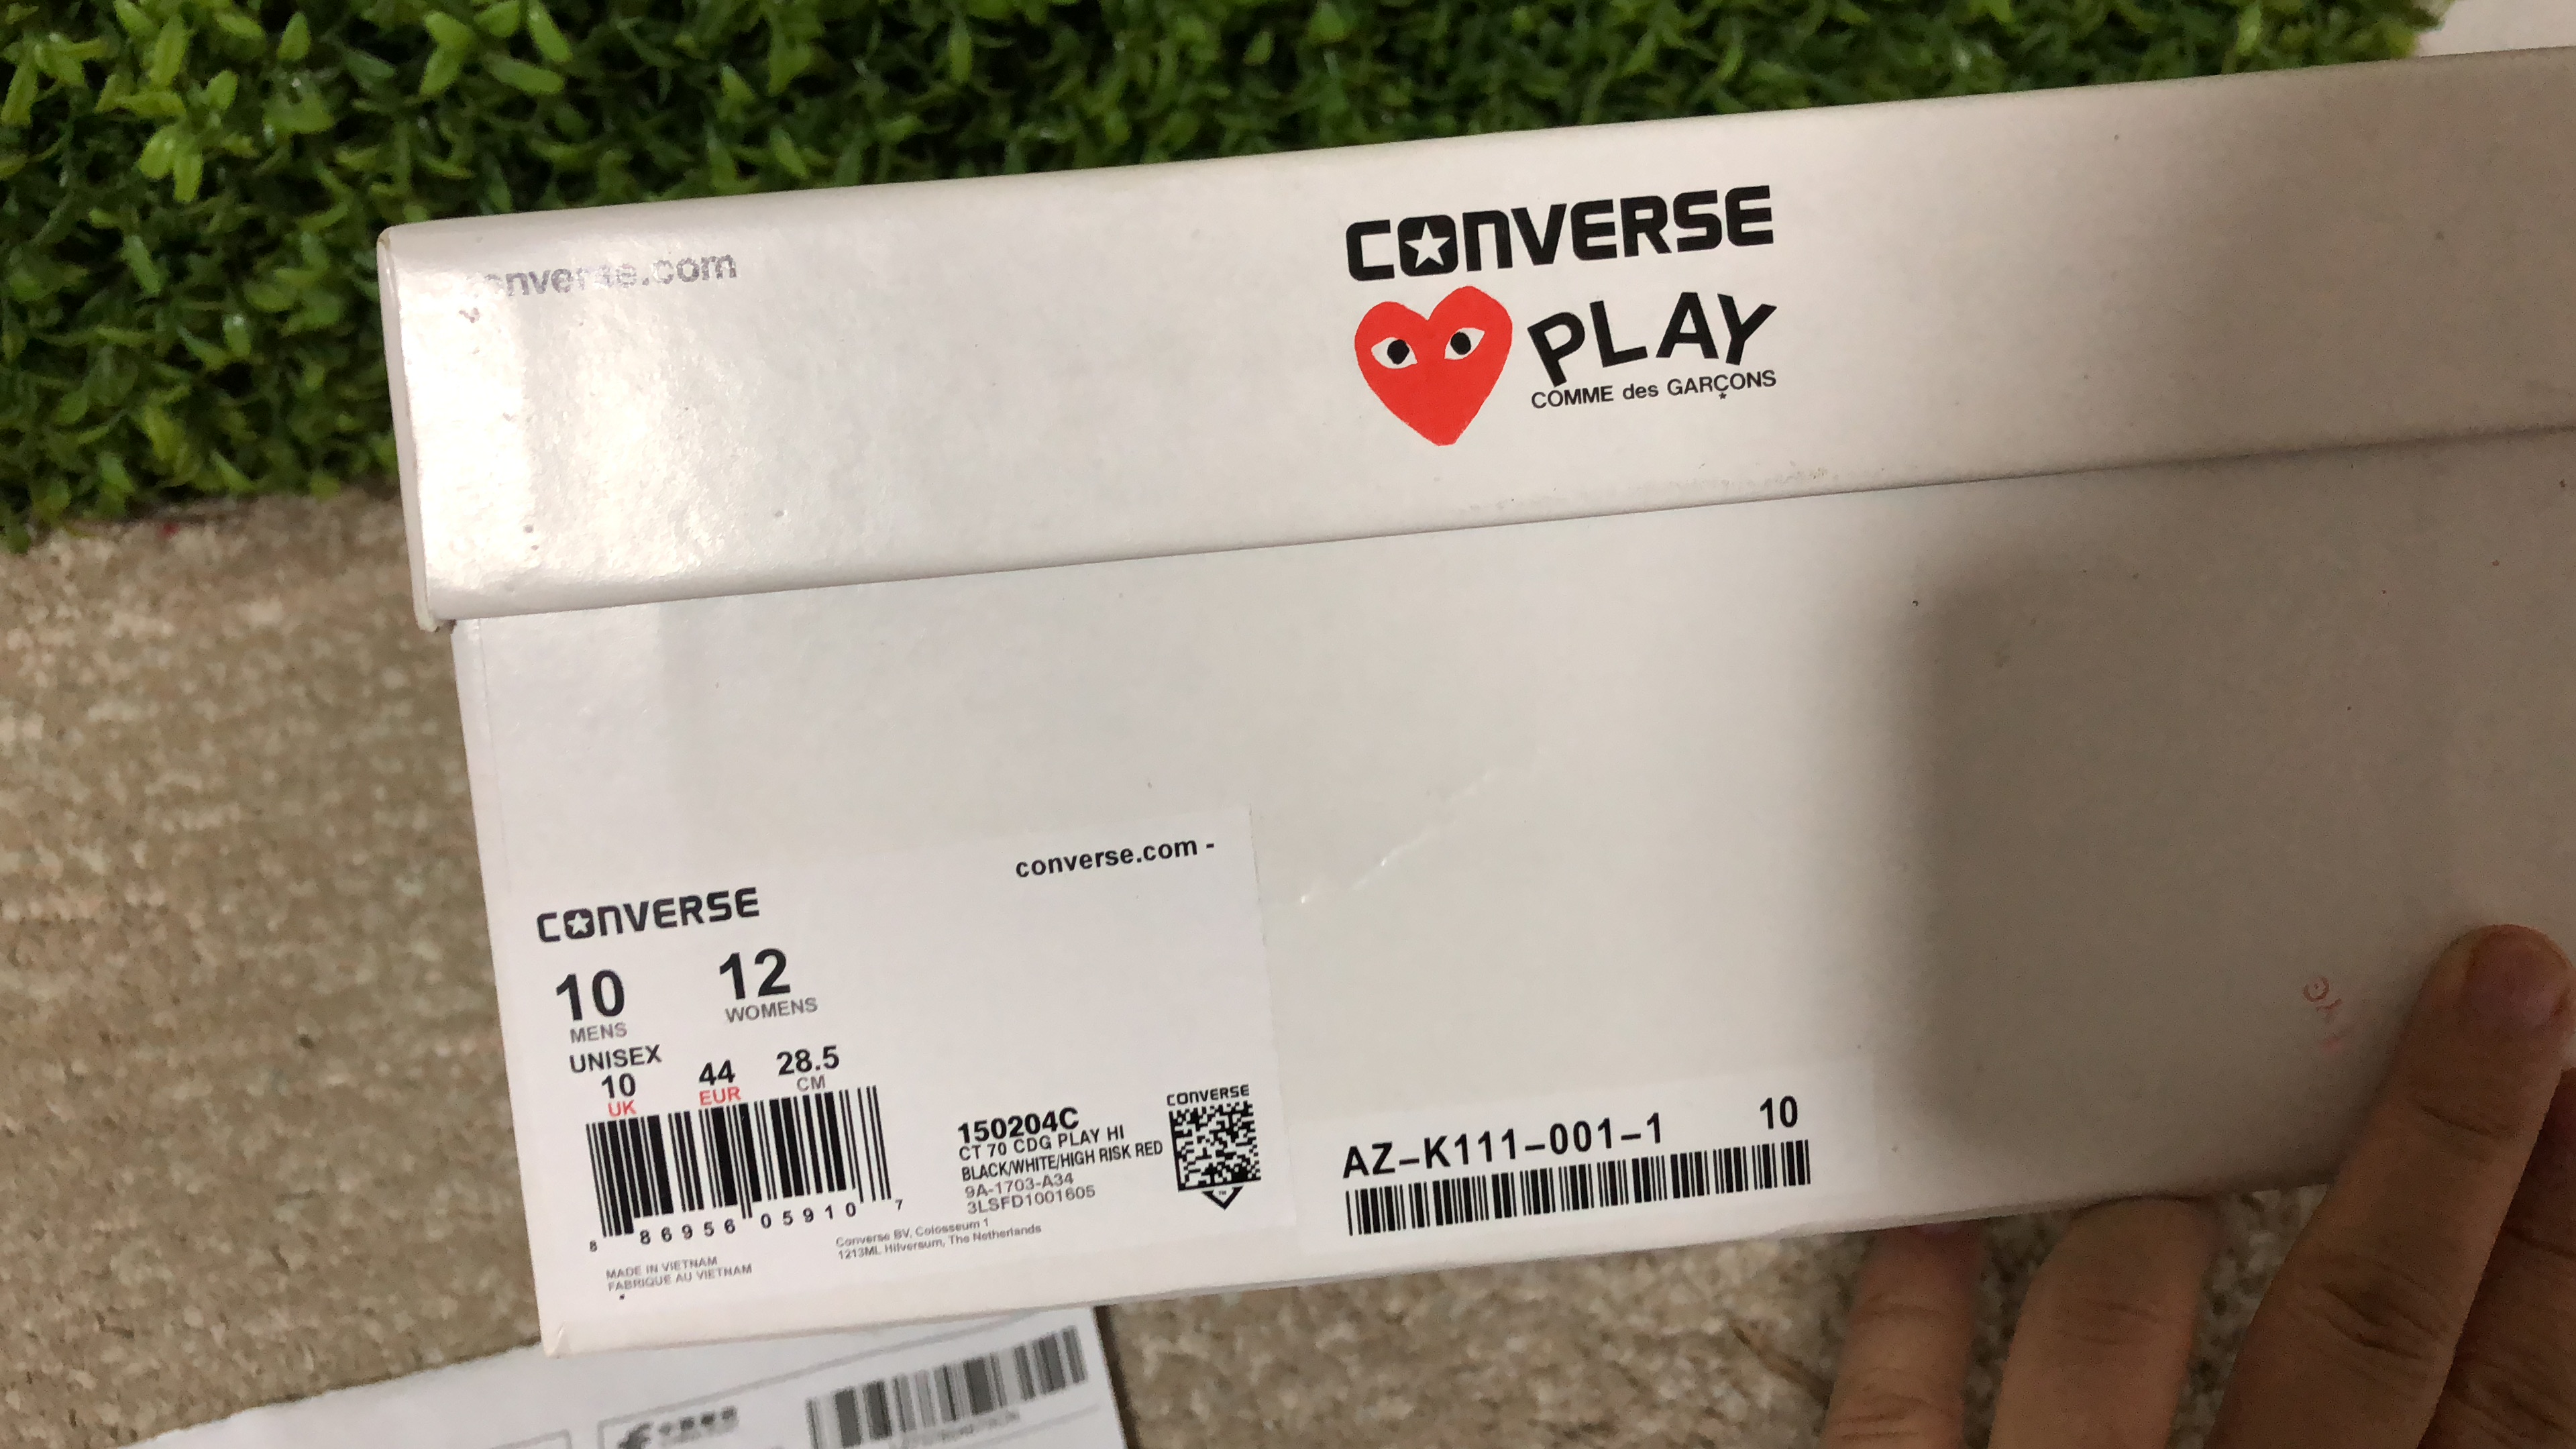 converse.com
CONVERSE
PLAY
COMME des GARÇONS
converse.com -
CONVERSE
10 12
MENS WOMENS
UNISEX
10 44 28.5
UK EUR CM
8 86956 05910 7
150204C
CT 70 CDG PLAY HI
BLACK/WHITE/HIGH RISK RED
9A-1703-A34
3LSFD1001605
CONVERSE
Converse BV, Colosseum 1
1213ML Hilversum, The Netherlands
MADE IN VIETNAM
FABRIQUE AU VIETNAM
AZ-K111-001-1 10